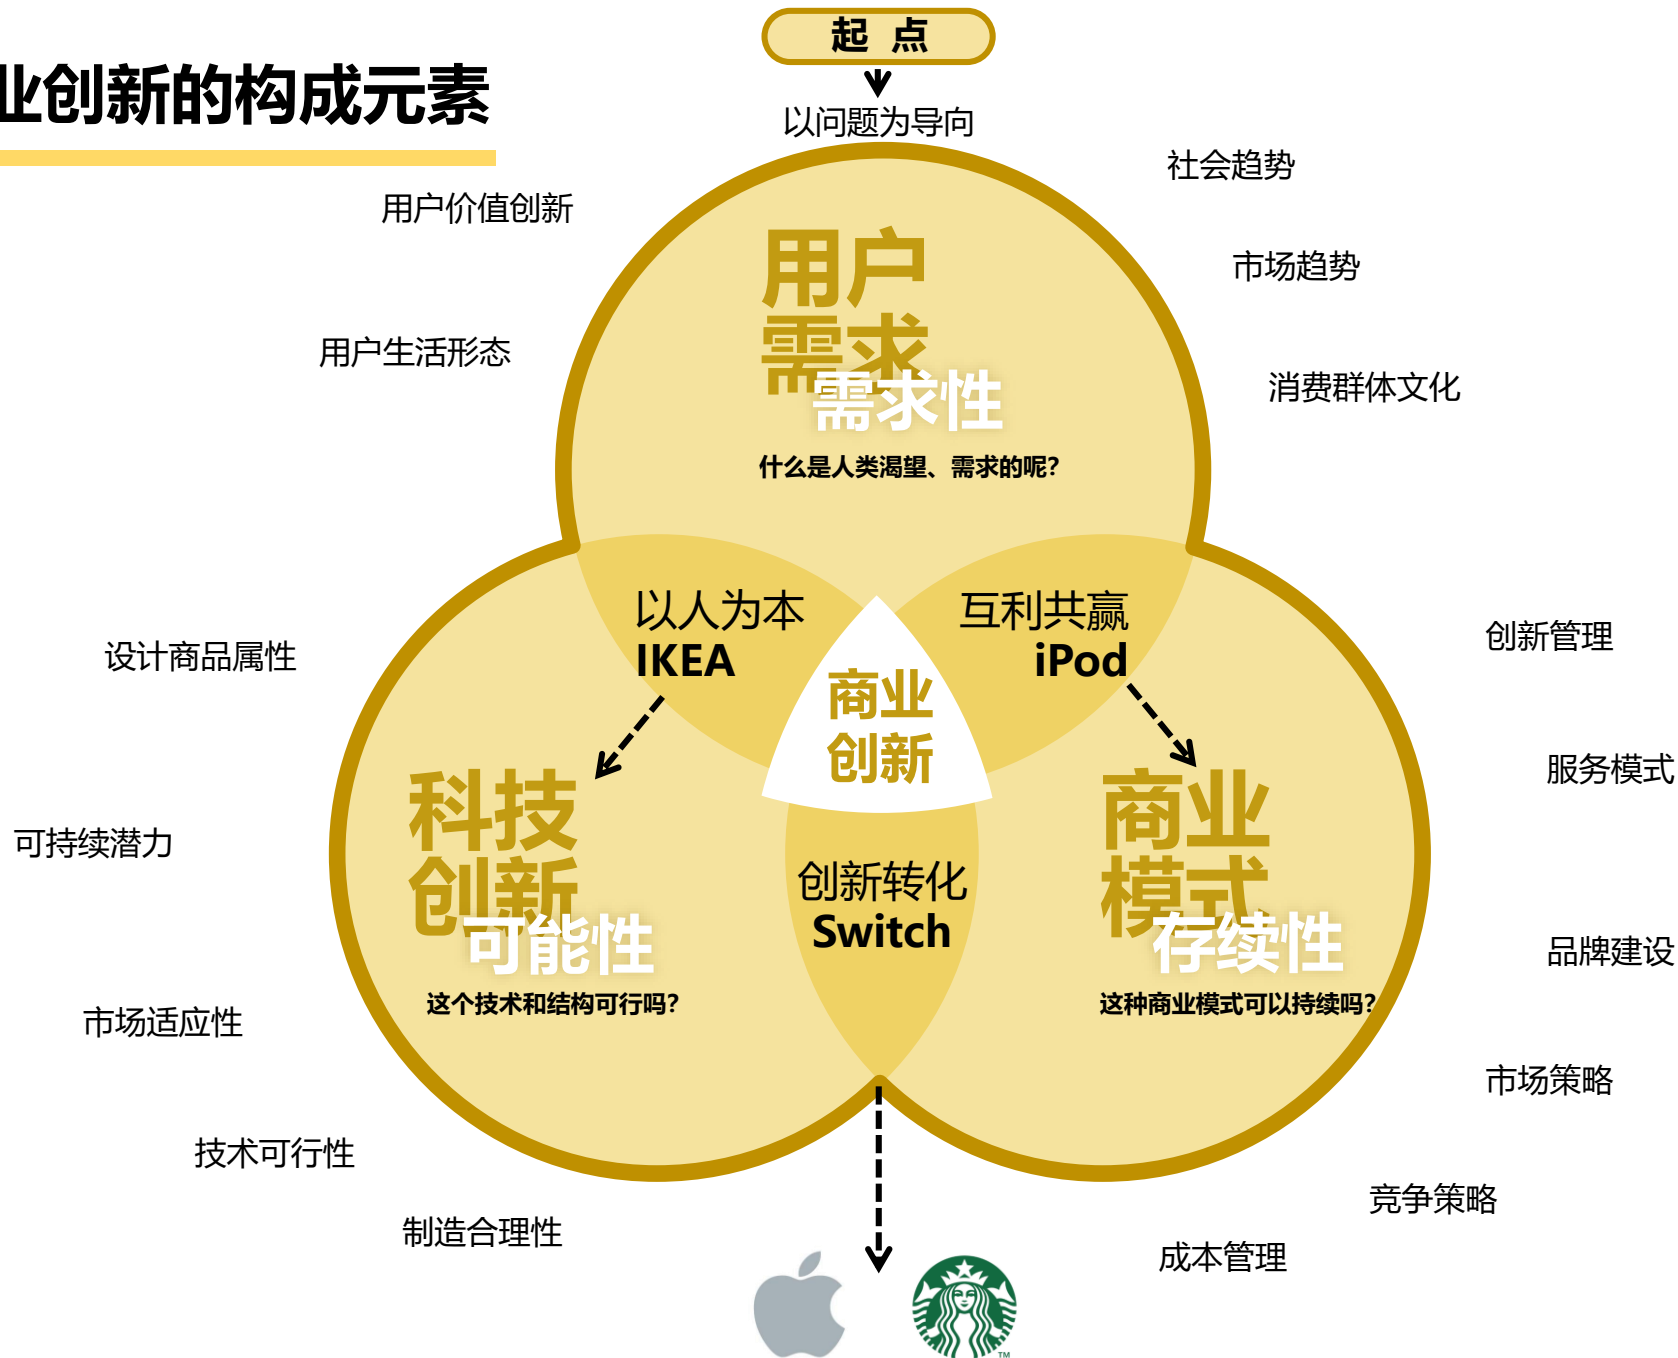 起 点
业创新的构成元素
以问题为导向
社会趋势
用户价值创新
市场趋势
用户生活形态
消费群体文化
用户
需求
需求性
什么是人类渴望、需求的呢？
以人为本
IKEA
互利共赢
iPod
设计商品属性
创新管理
商业
创新
服务模式
科技
创新
可能性
这个技术和结构可行吗？
商业
模式
存续性
这种商业模式可以持续吗？
可持续潜力
创新转化
Switch
品牌建设
市场适应性
市场策略
技术可行性
竞争策略
制造合理性
成本管理
TM